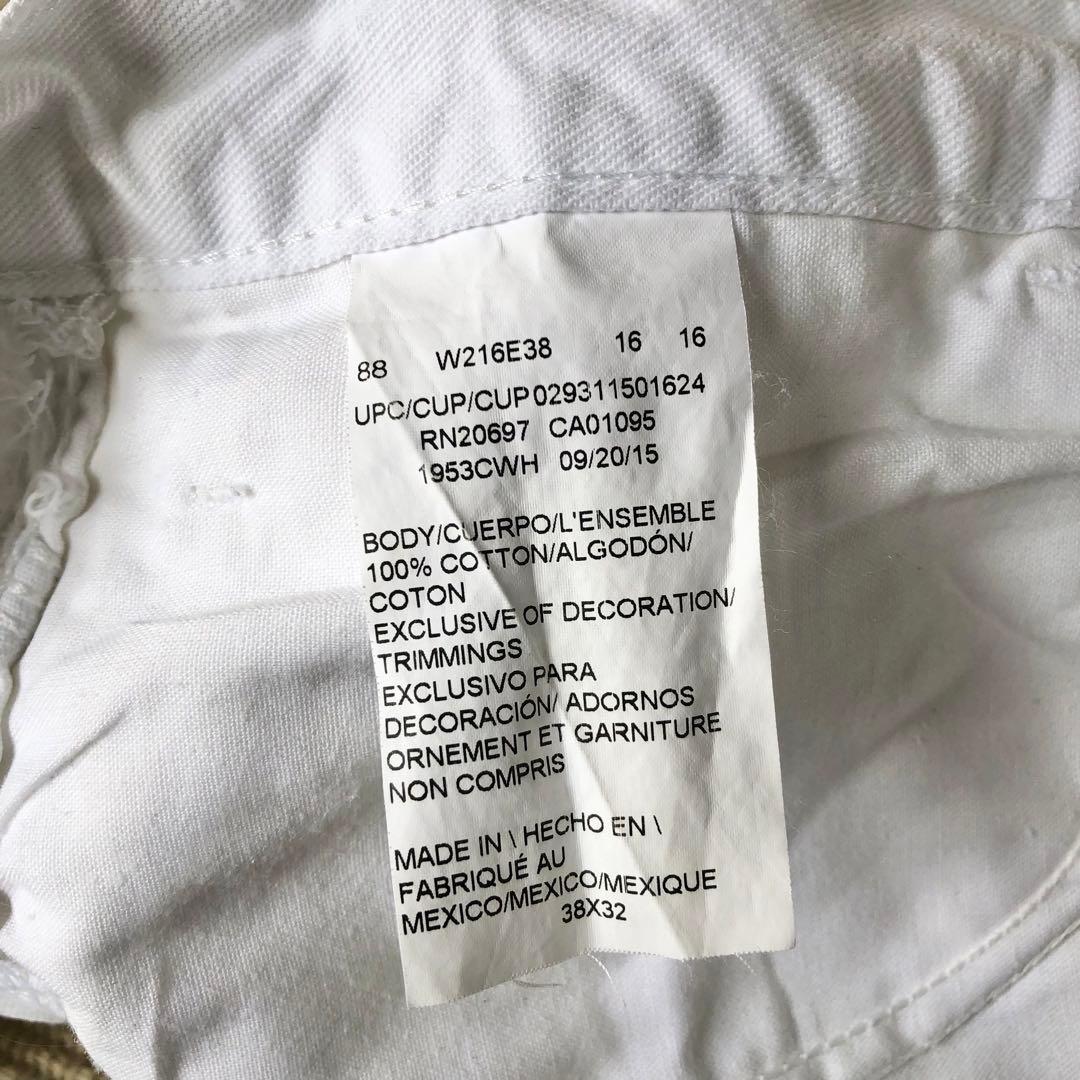 88 W216E38 16 16
UPC/CUP/CUP029311501624
RN20697 CA01095
1953CWH 09/20/15
BODY/CUERPO/L'ENSEMBLE
100% COTTON/ALGODÓN/
COTON
EXCLUSIVE OF DECORATION/
TRIMMINGS
EXCLUSIVO PARA
DECORACIÓN/ ADORNOS
ORNEMENT ET GARNITURE
NON COMPRIS
MADE IN \ HECHO EN \
FABRIQUÉ AU
MEXICO/MEXICO/MEXIQUE
38X32